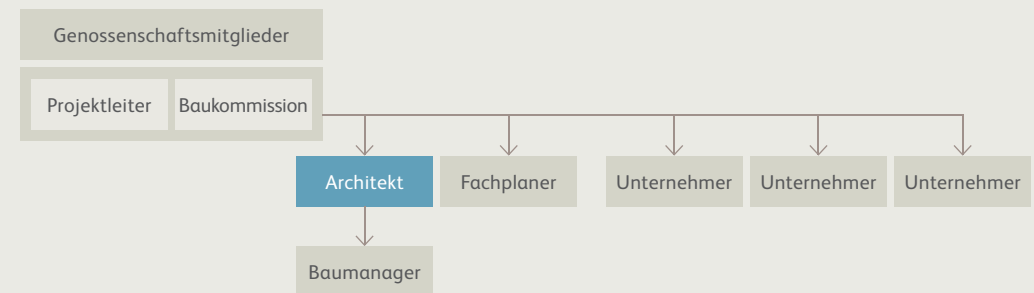 Genossenschaftsmitglieder
Projektleiter
Baukommission
Architekt
Fachplaner
Unternehmer
Unternehmer
Unternehmer
Baumanager